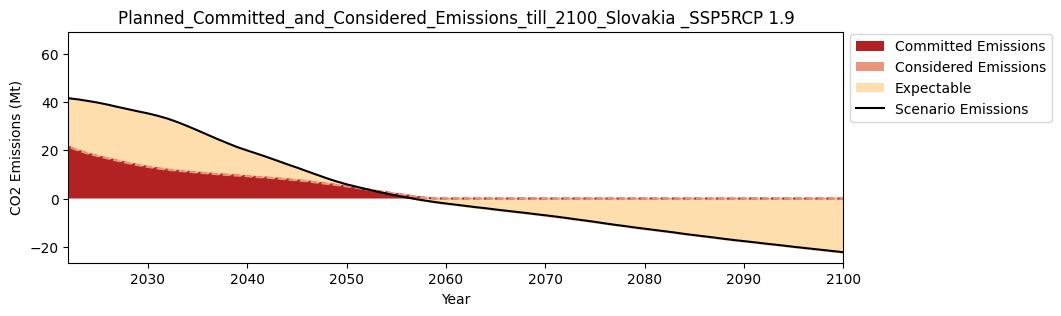 Planned_Committed_and_Considered_Emissions_till_2100_Slovakia _SSP5RCP 1.9
Committed Emissions
Considered Emissions
Expectable
Scenario Emissions
CO2 Emissions (Mt)
60
40
20
0
−20
2030 2040 2050 2060 2070 2080 2090 2100
Year